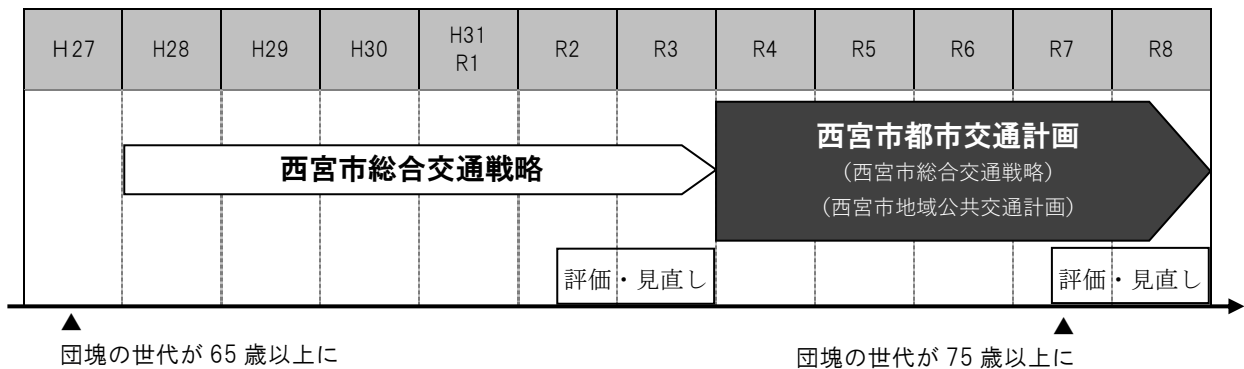 H27 H28 H29 H30 H31 R2 R3 R4 R5 R6 R7 R8
R1
西宮市都市交通計画
西宮市総合交通戦略
(西宮市総合交通戦略)
(西宮市地域公共交通計画)
評価・見直し 評価・見直し
▲ ▲
団塊の世代が 65 歳以上に 団塊の世代が 75 歳以上に